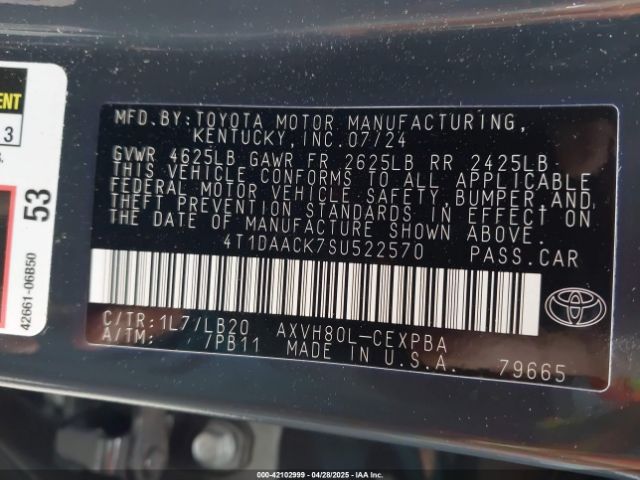 MFD.BY:TOYOTA MOTOR MANUFACTURING,
KENTUCKY,INC.07/24
GVWR 4625LB GAWR FR 2625LB RR 2425LB
THIS VEHICLE CONFORMS TO ALL APPLICABLE
FEDERAL MOTOR VEHICLE SAFETY, BUMPER,AND
THEFT PREVENTION STANDARDS IN EFFECT ON
THE DATE OF MANUFACTURE SHOWN ABOVE.
4T1DAACK7SU522570 PASS.CAR
C/TR:1L7/LB20 AXVH80L-CEXPBA
A/TM: 7PB11 MADE IN U.S.A.
79665
3
53
42661-06B50
000-42102999 - 04/28/2025 - IAA, Inc.